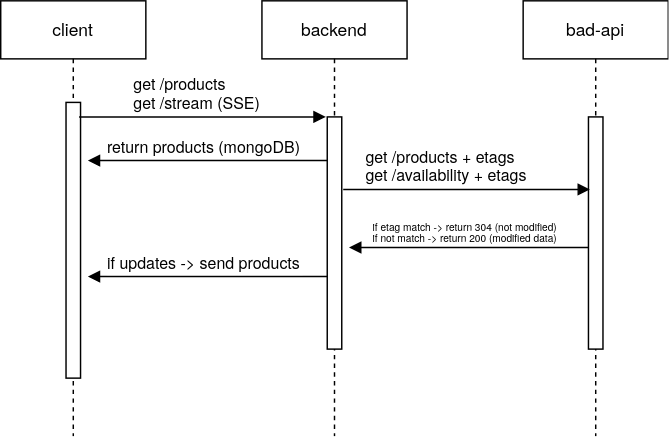 client
backend
bad-api
get /products
get /stream (SSE)
return products (mongoDB)
get /products + etags
get /availability + etags
If etag match -> return 304 (not modified)
If not match -> return 200 (modified data)
If updates -> send products